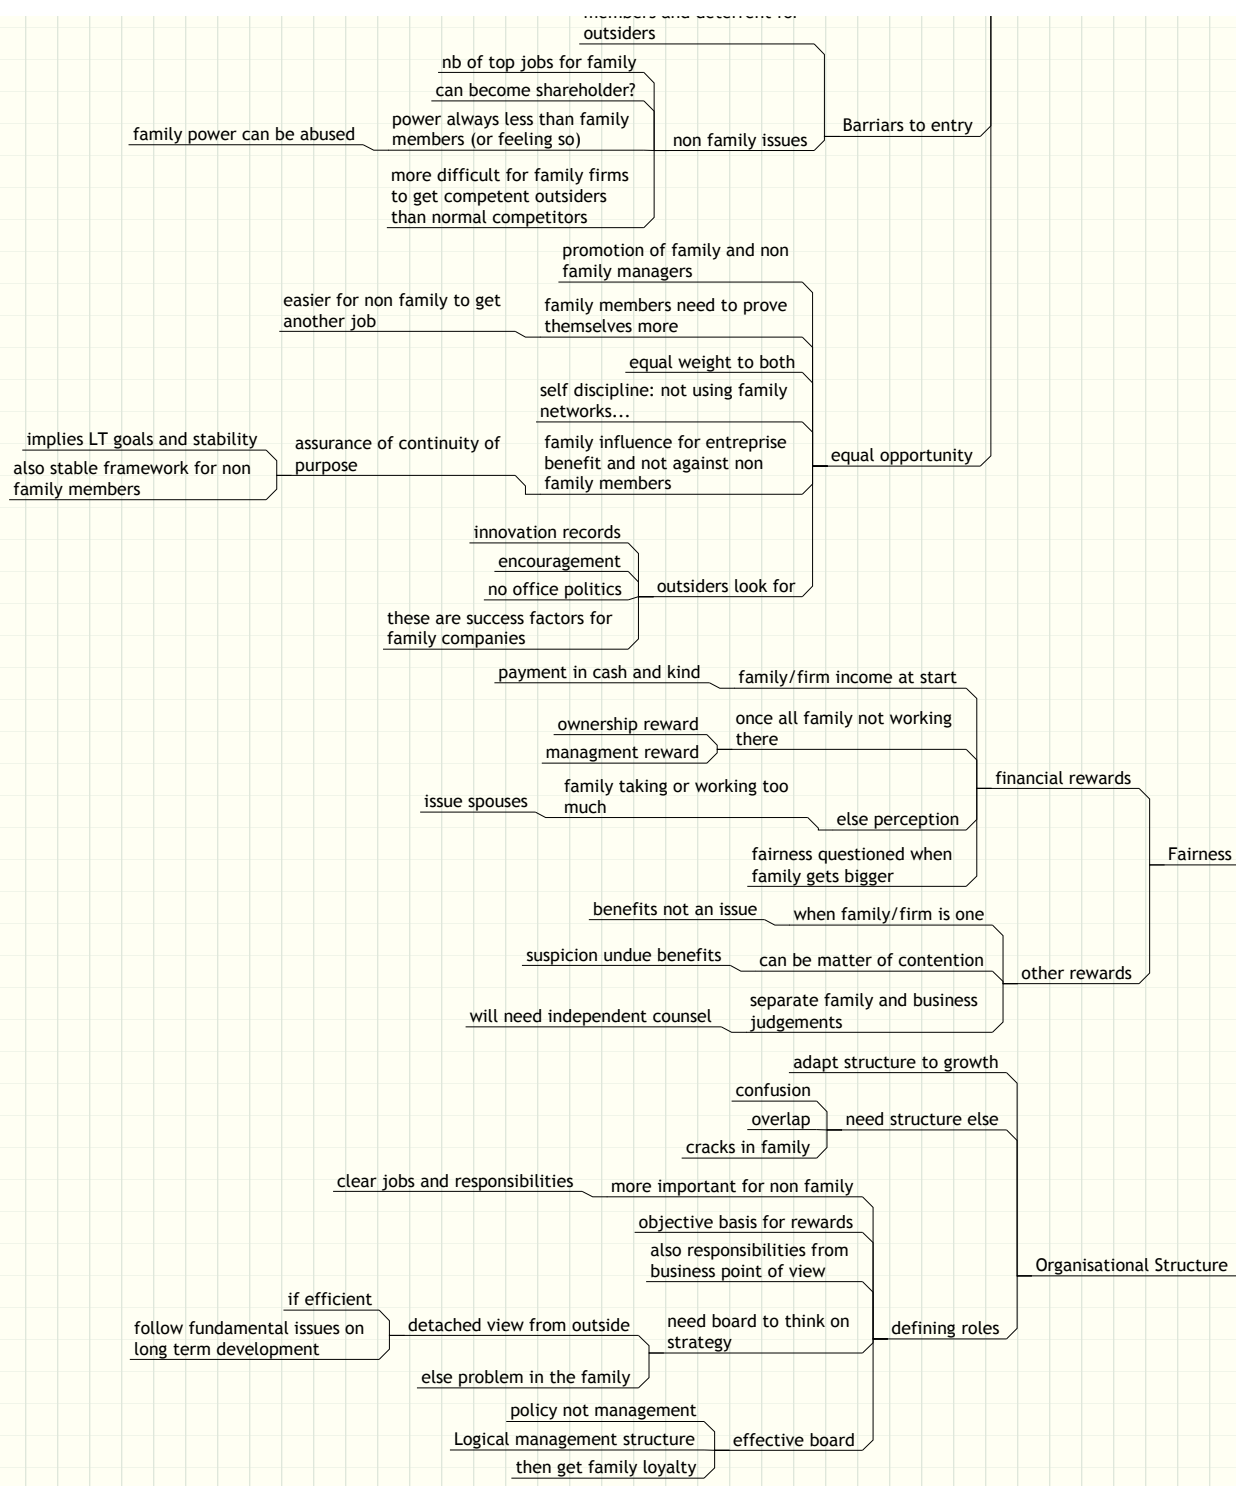 members and deterrent for
outsiders
nb of top jobs for family
can become shareholder?
power always less than family
members (or feeling so)
family power can be abused
more difficult for family firms
to get competent outsiders
than normal competitors
non family issues
Barriars to entry
promotion of family and non
family managers
easier for non family to get
another job
family members need to prove
themselves more
equal weight to both
self discipline: not using family
networks...
implies LT goals and stability
also stable framework for non
family members
assurance of continuity of
purpose
family influence for entreprise
benefit and not against non
family members
equal opportunity
innovation records
encouragement
no office politics
these are success factors for
family companies
outsiders look for
payment in cash and kind
family/firm income at start
ownership reward
managment reward
once all family not working
there
issue spouses
family taking or working too
much
else perception
fairness questioned when
family gets bigger
financial rewards
Fairness
benefits not an issue
when family/firm is one
suspicion undue benefits
can be matter of contention
will need independent counsel
separate family and business
judgements
other rewards
adapt structure to growth
confusion
overlap
cracks in family
need structure else
clear jobs and responsibilities
more important for non family
objective basis for rewards
also responsibilities from
business point of view
if efficient
follow fundamental issues on
long term development
detached view from outside
else problem in the family
need board to think on
strategy
defining roles
Organisational Structure
policy not management
Logical management structure
then get family loyalty
effective board